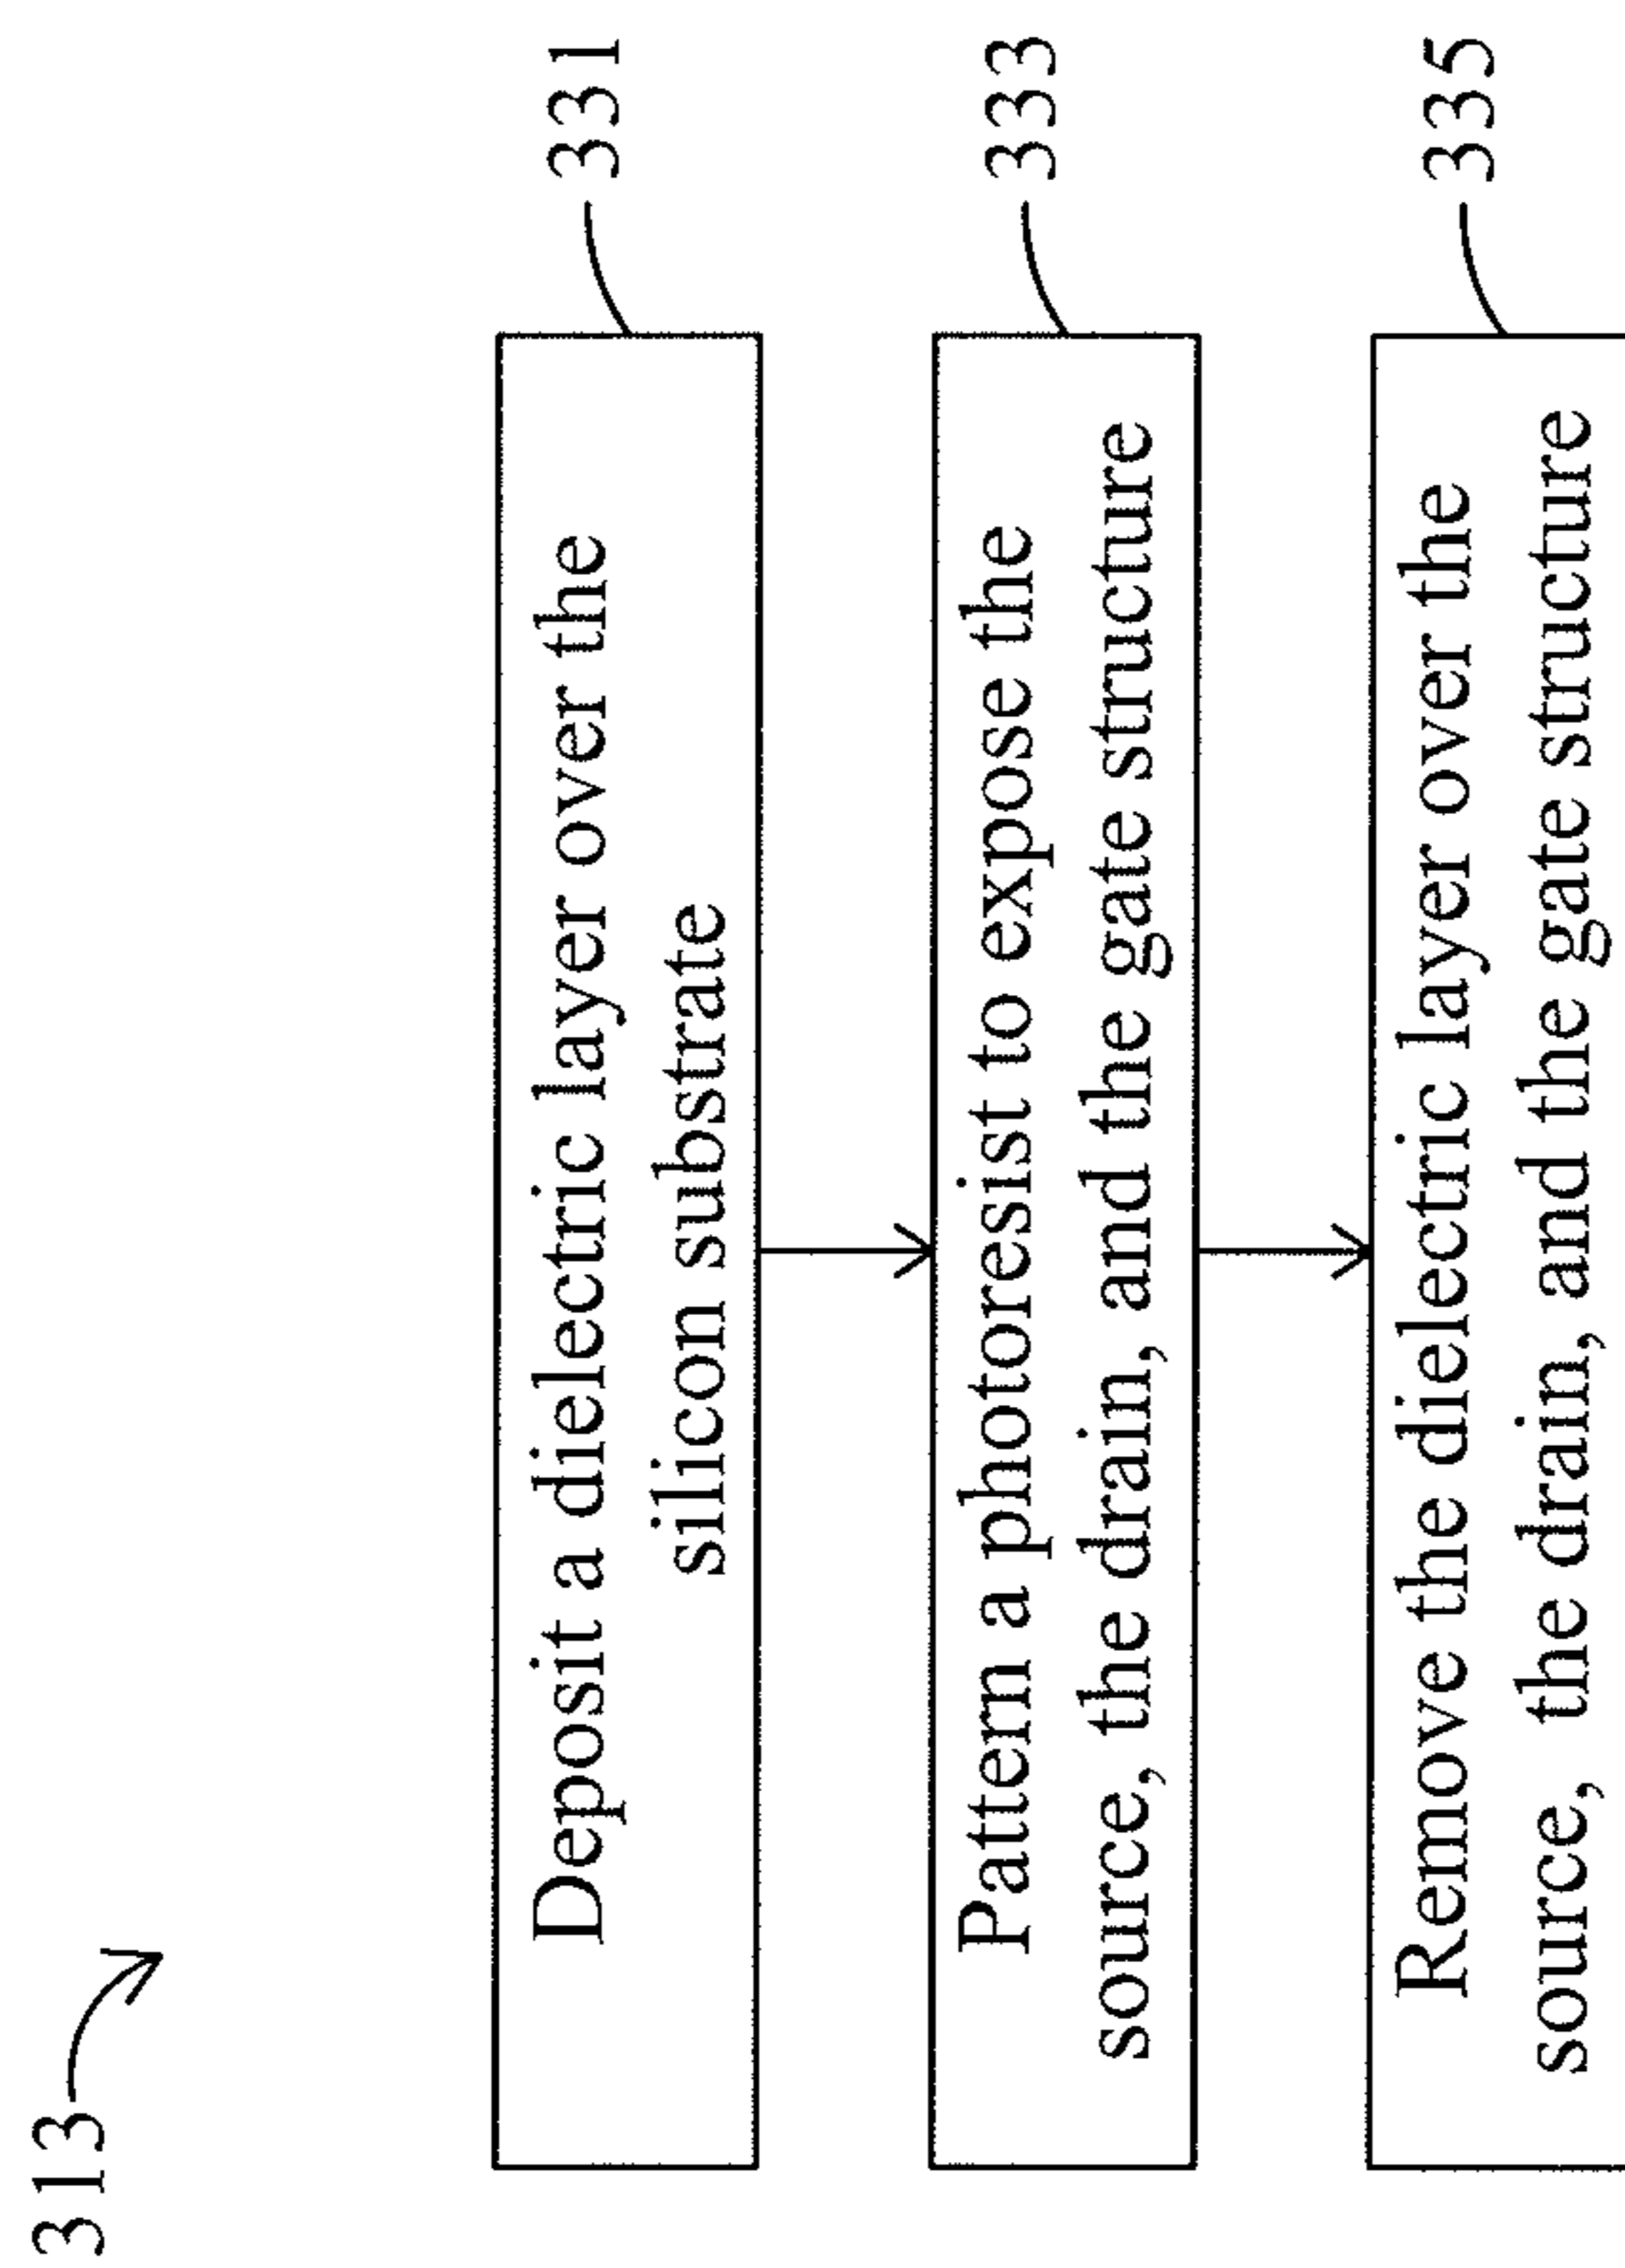 313
331
Deposit a dielectric layer over the
silicon substrate
333
Pattern a photoresist to expose the
source, the drain, and the gate structure
335
Remove the dielectric layer over the
source, the drain, and the gate structure